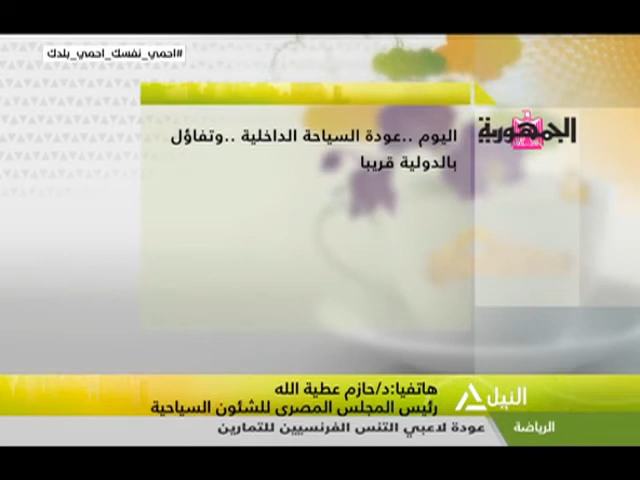 #احمي_نفسك_احمي_بلدك
الجمهورية
اليوم ..عودة السياحة الداخلية ..وتفاؤل
بالدولية قريبا
هاتفيا:د/حازم عطية الله
رئيس المجلس المصرى للشئون السياحية
النيل
الرياضة
عودة لاعبي التنس الفرنسيين للتمارين